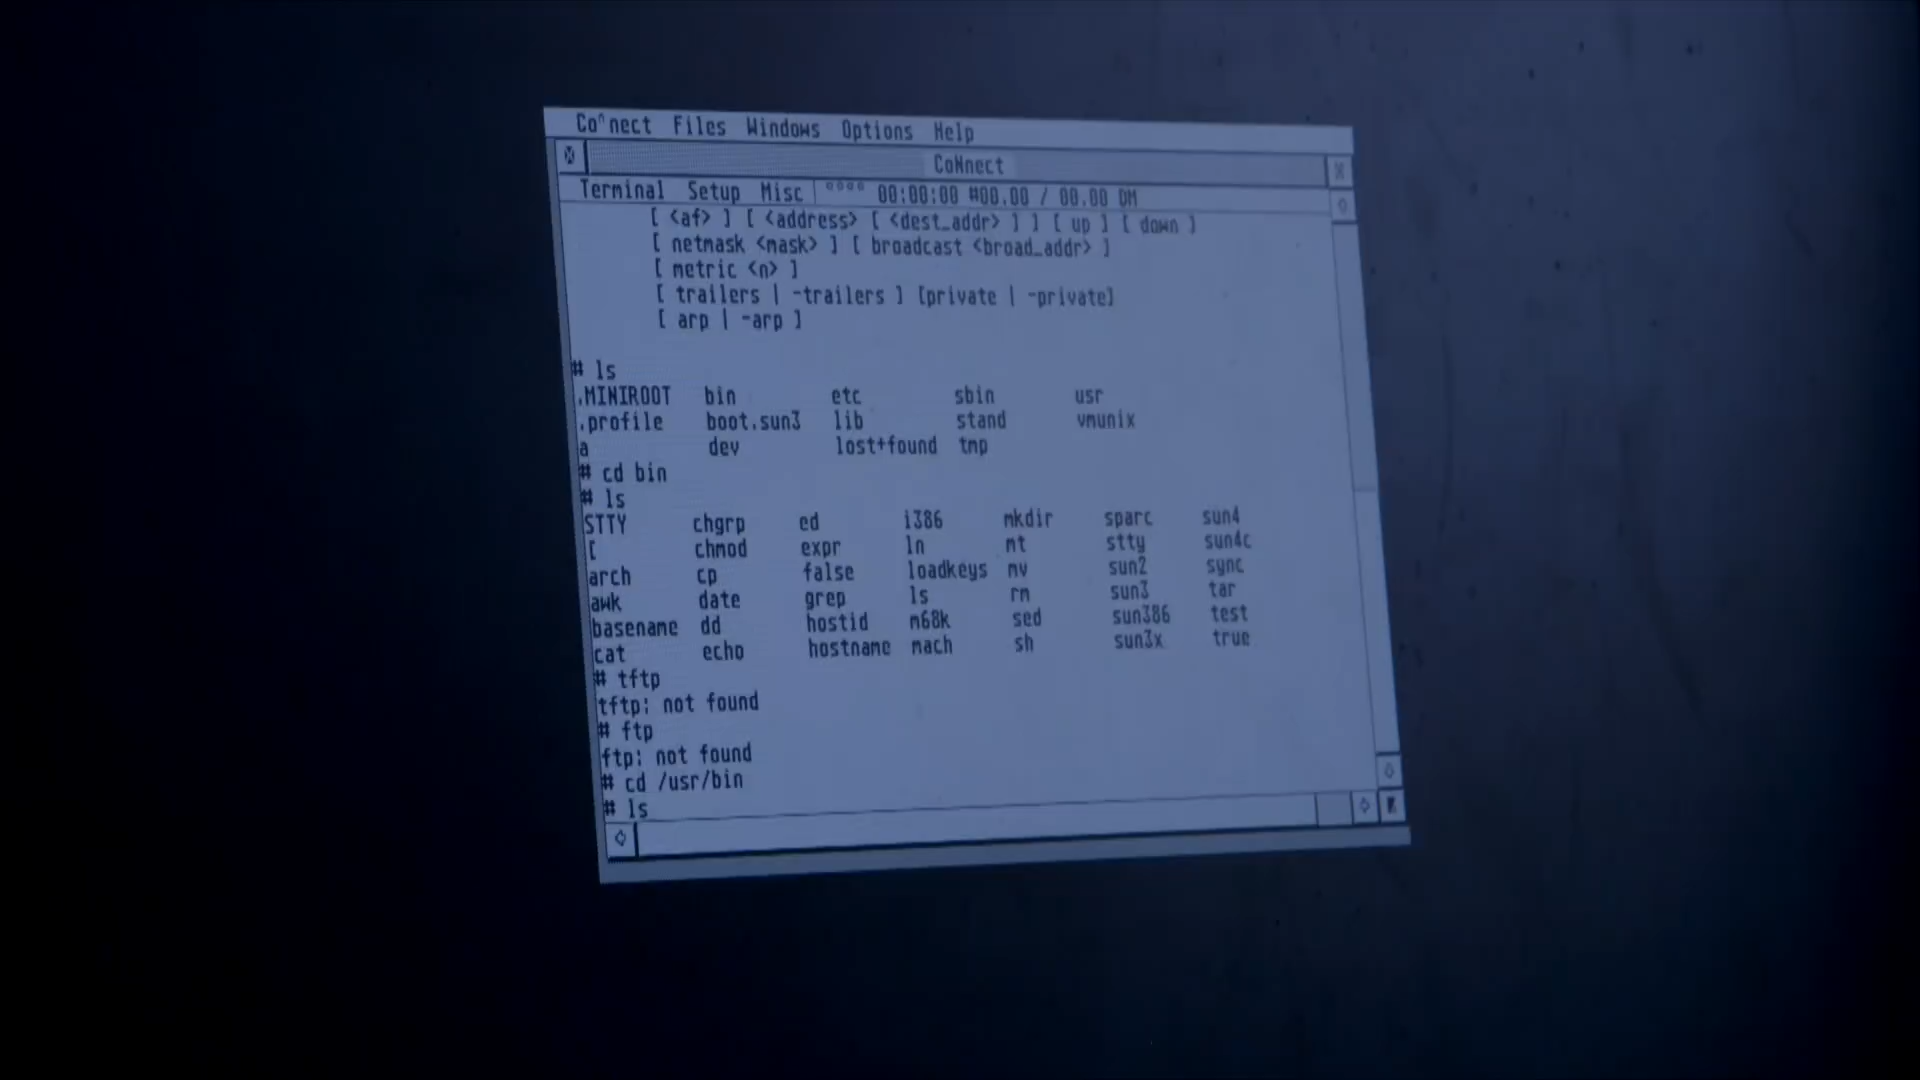 Co^nect Files Windows Options Help
CoNnect
Terminal Setup Misc °°°° 00:00:00 #00.00 / 00.00 DM
[ <af> ] [ <address> [ <dest_addr> ] ] [ up ] [ down ]
[ netmask <mask> ] [ broadcast <broad_addr> ]
[ metric <n> ]
[ trailers | -trailers ] [private | -private]
[ arp | -arp ]
# ls
.MINIROOT bin etc sbin usr
.profile boot.sun3 lib stand vmunix
a dev lost+found tmp
# cd bin
# ls
STTY chgrp ed i386 mkdir sparc sun4
[ chmod expr ln mt stty sun4c
arch cp false loadkeys mv sun2 sync
awk date grep ls rm sun3 tar
basename dd hostid m68k sed sun386 test
cat echo hostname mach sh sun3x true
# tftp
tftp: not found
# ftp
ftp: not found
# cd /usr/bin
# ls